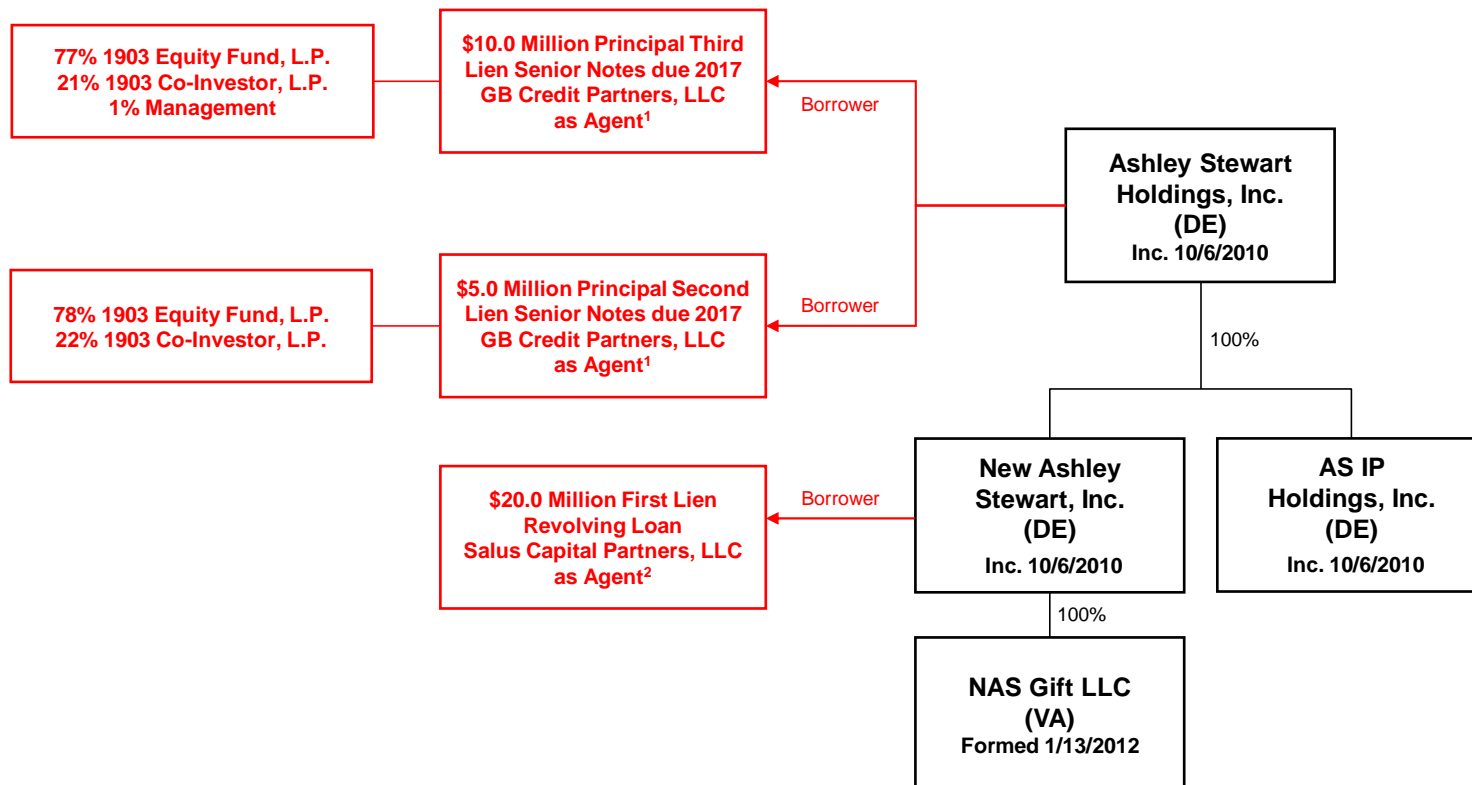 77% 1903 Equity Fund, L.P.
21% 1903 Co-Investor, L.P.
1% Management
$10.0 Million Principal Third
Lien Senior Notes due 2017
GB Credit Partners, LLC
as Agent¹
Borrower
Ashley Stewart
Holdings, Inc.
(DE)
Inc. 10/6/2010
78% 1903 Equity Fund, L.P.
22% 1903 Co-Investor, L.P.
$5.0 Million Principal Second
Lien Senior Notes due 2017
GB Credit Partners, LLC
as Agent¹
Borrower
100%
$20.0 Million First Lien
Revolving Loan
Salus Capital Partners, LLC
as Agent²
Borrower
New Ashley
Stewart, Inc.
(DE)
Inc. 10/6/2010
AS IP
Holdings, Inc.
(DE)
Inc. 10/6/2010
100%
NAS Gift LLC
(VA)
Formed 1/13/2012